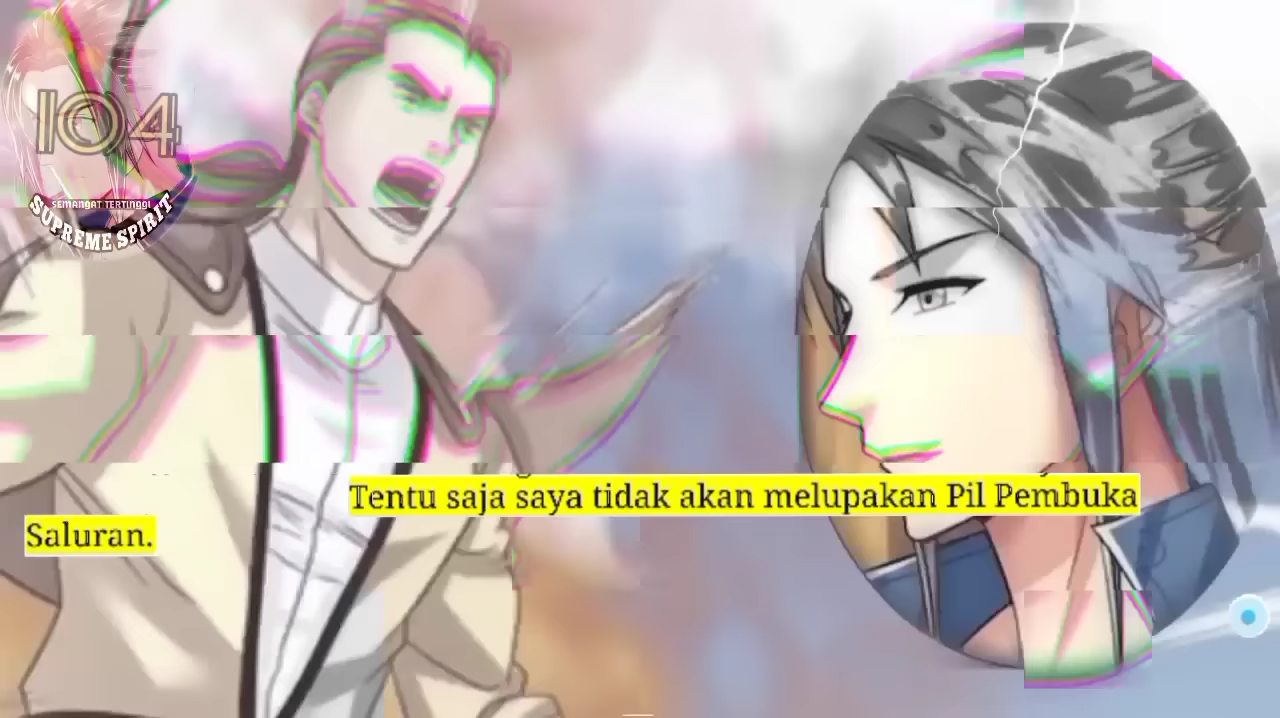 104
SEMANGAT TERTINGGI
SUPREME SPIRIT
Tentu saja saya tidak akan melupakan Pil Pembuka
Saluran.